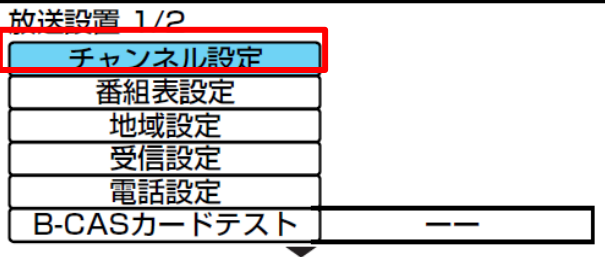 放送設置 1/2
チャンネル設定
番組表設定
地域設定
受信設定
電話設定
B-CASカードテスト ーー